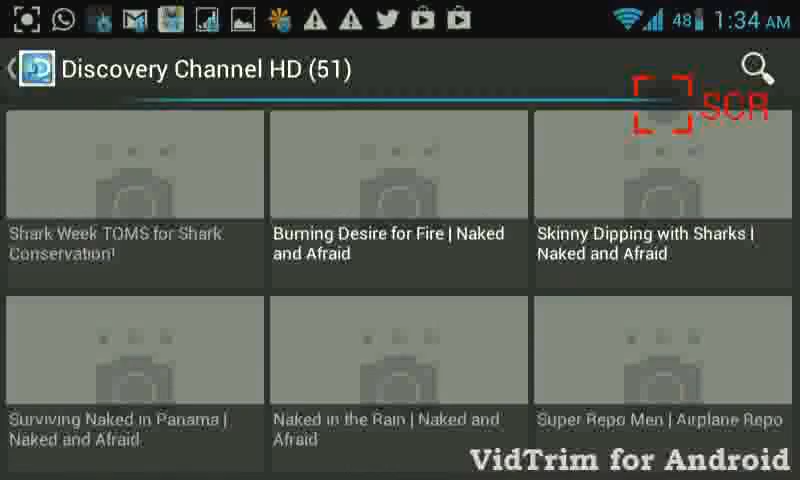 48 1:34 AM
Discovery Channel HD (51)
SCR
Shark Week TOMS for Shark
Conservation!
Burning Desire for Fire | Naked
and Afraid
Skinny Dipping with Sharks |
Naked and Afraid
Surviving Naked in Panama |
Naked and Afraid
Naked in the Rain | Naked and
Afraid
Super Repo Men | Airplane Repo
VidTrim for Android